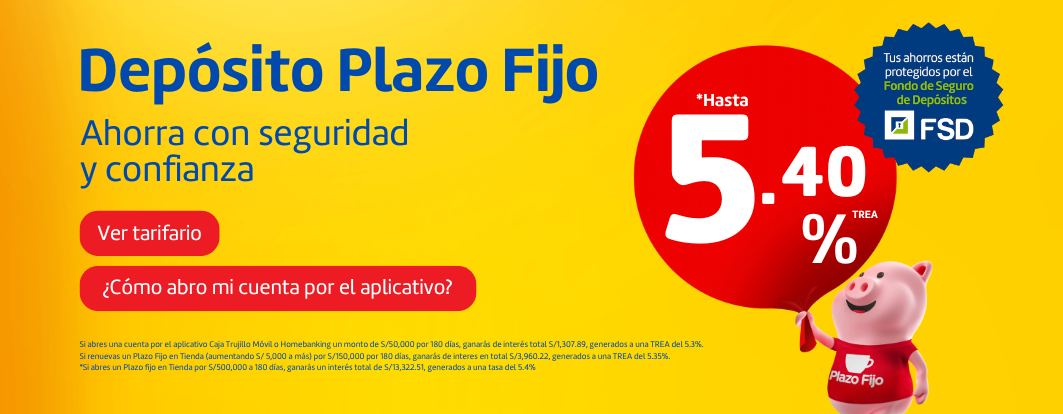 Depósito Plazo Fijo
Ahorra con seguridad
y confianza
Ver tarifario
¿Cómo abro mi cuenta por el aplicativo?
Si abres una cuenta por el aplicativo Caja Trujillo Móvil o Homebanking un monto de S/50,000 por 180 días, ganarás de interés total S/1,307.89, generados a una TREA del 5.3%.
Si renuevas un Plazo Fijo en Tienda (aumentando S/ 5,000 a más) por S/150,000 por 180 días, ganarás de interes en total S/3,960.22, generados a una TREA del 5.35%.
*Si abres un Plazo fijo en Tienda por S/500,000 a 180 días, ganarás un interés total de S/13,322.51, generados a una tasa del 5.4%
*Hasta
5.40
% TREA
Tus ahorros están
protegidos por el
Fondo de Seguro
de Depósitos
FSD
Plazo Fijo